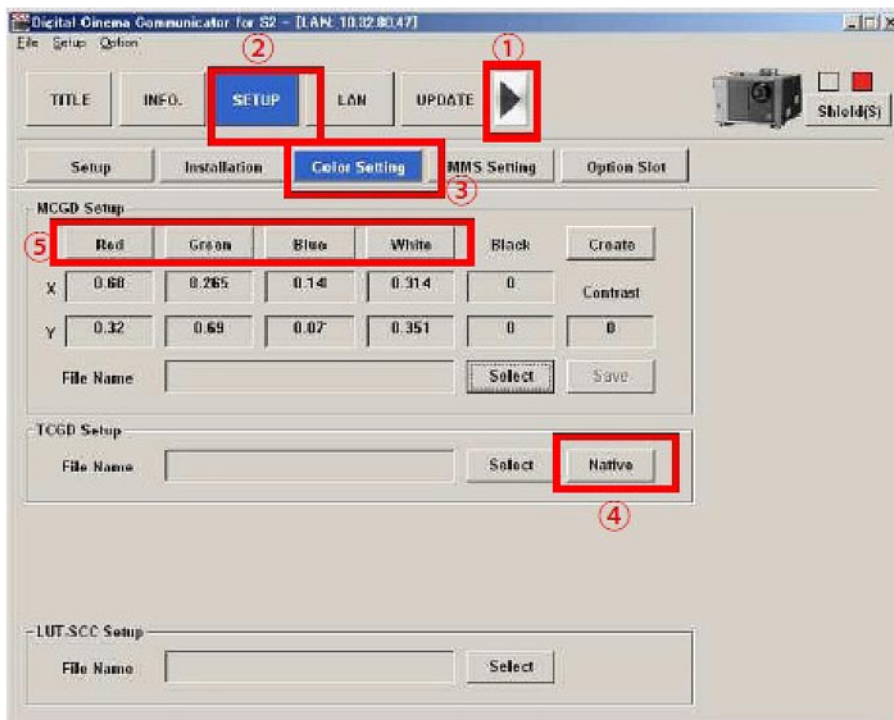 Digital Cinema Communicator for S2 - [LAN: 10.32.80.47]
File Setup Option
② ①
TITLE INFO. SETUP LAN UPDATE
Shield(S)
Setup Installation Color Setting MMS Setting Option Slot
③
MCGD Setup
⑤ Red Green Blue White Black Create
X 0.68 0.265 0.14 0.314 0 Contrast
Y 0.32 0.69 0.07 0.351 0 0
File Name Select Save
TCGD Setup
File Name Select Native
④
LUT-SCC Setup
File Name Select